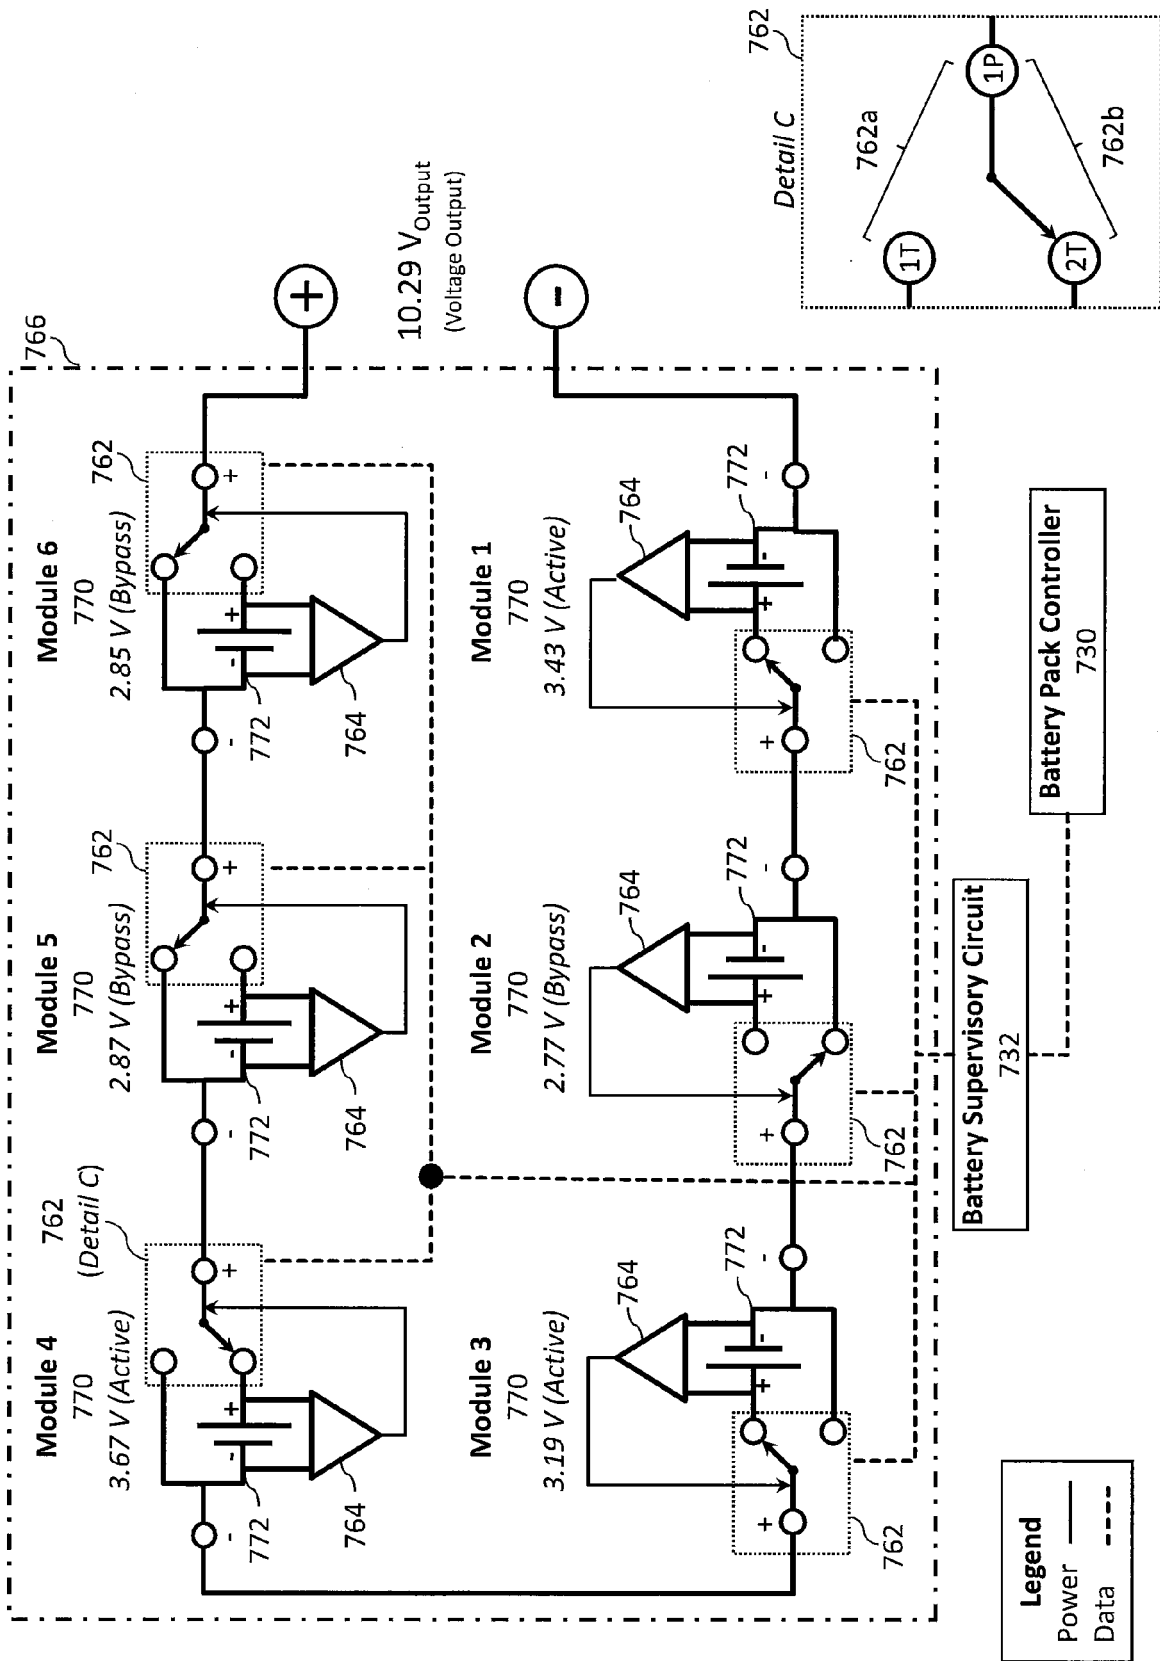 766
Module 4
770
3.67 V (Active)
762
(Detail C)
+
-
+
-
772
764
Module 5
770
2.87 V (Bypass)
762
+
-
+
-
772
764
Module 6
770
2.85 V (Bypass)
762
+
-
+
-
772
764
+
10.29 V Output
(Voltage Output)
-
Module 3
770
3.19 V (Active)
764
772
+
-
+
-
762
Module 2
770
2.77 V (Bypass)
764
772
+
-
+
-
762
Module 1
770
3.43 V (Active)
764
772
+
-
+
-
762
Battery Supervisory Circuit
732
Battery Pack Controller
730
Legend
Power
Data
Detail C
762
1T
762a
1P
2T
762b